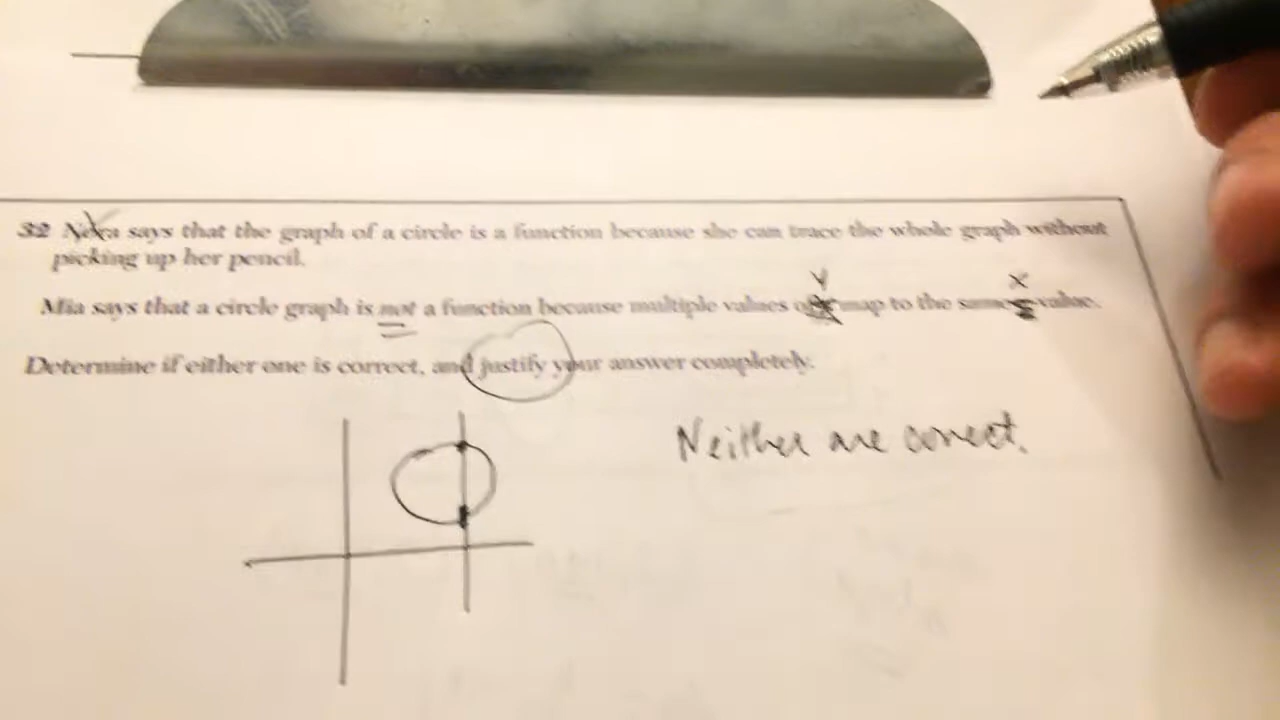 32 Nora says that the graph of a circle is a function because she can trace the whole graph without
picking up her pencil.
Y X
Mia says that a circle graph is not a function because multiple values of map to the same value.
Determine if either one is correct, and justify your answer completely.
Neither are correct.